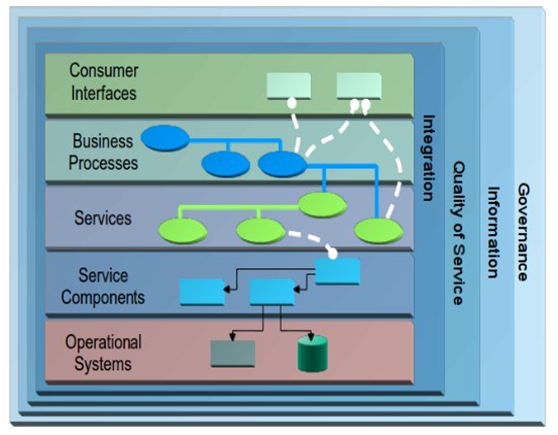 Consumer
Interfaces
Business
Processes
Services
Service
Components
Operational
Systems
Integration
Quality of Service
Information
Governance